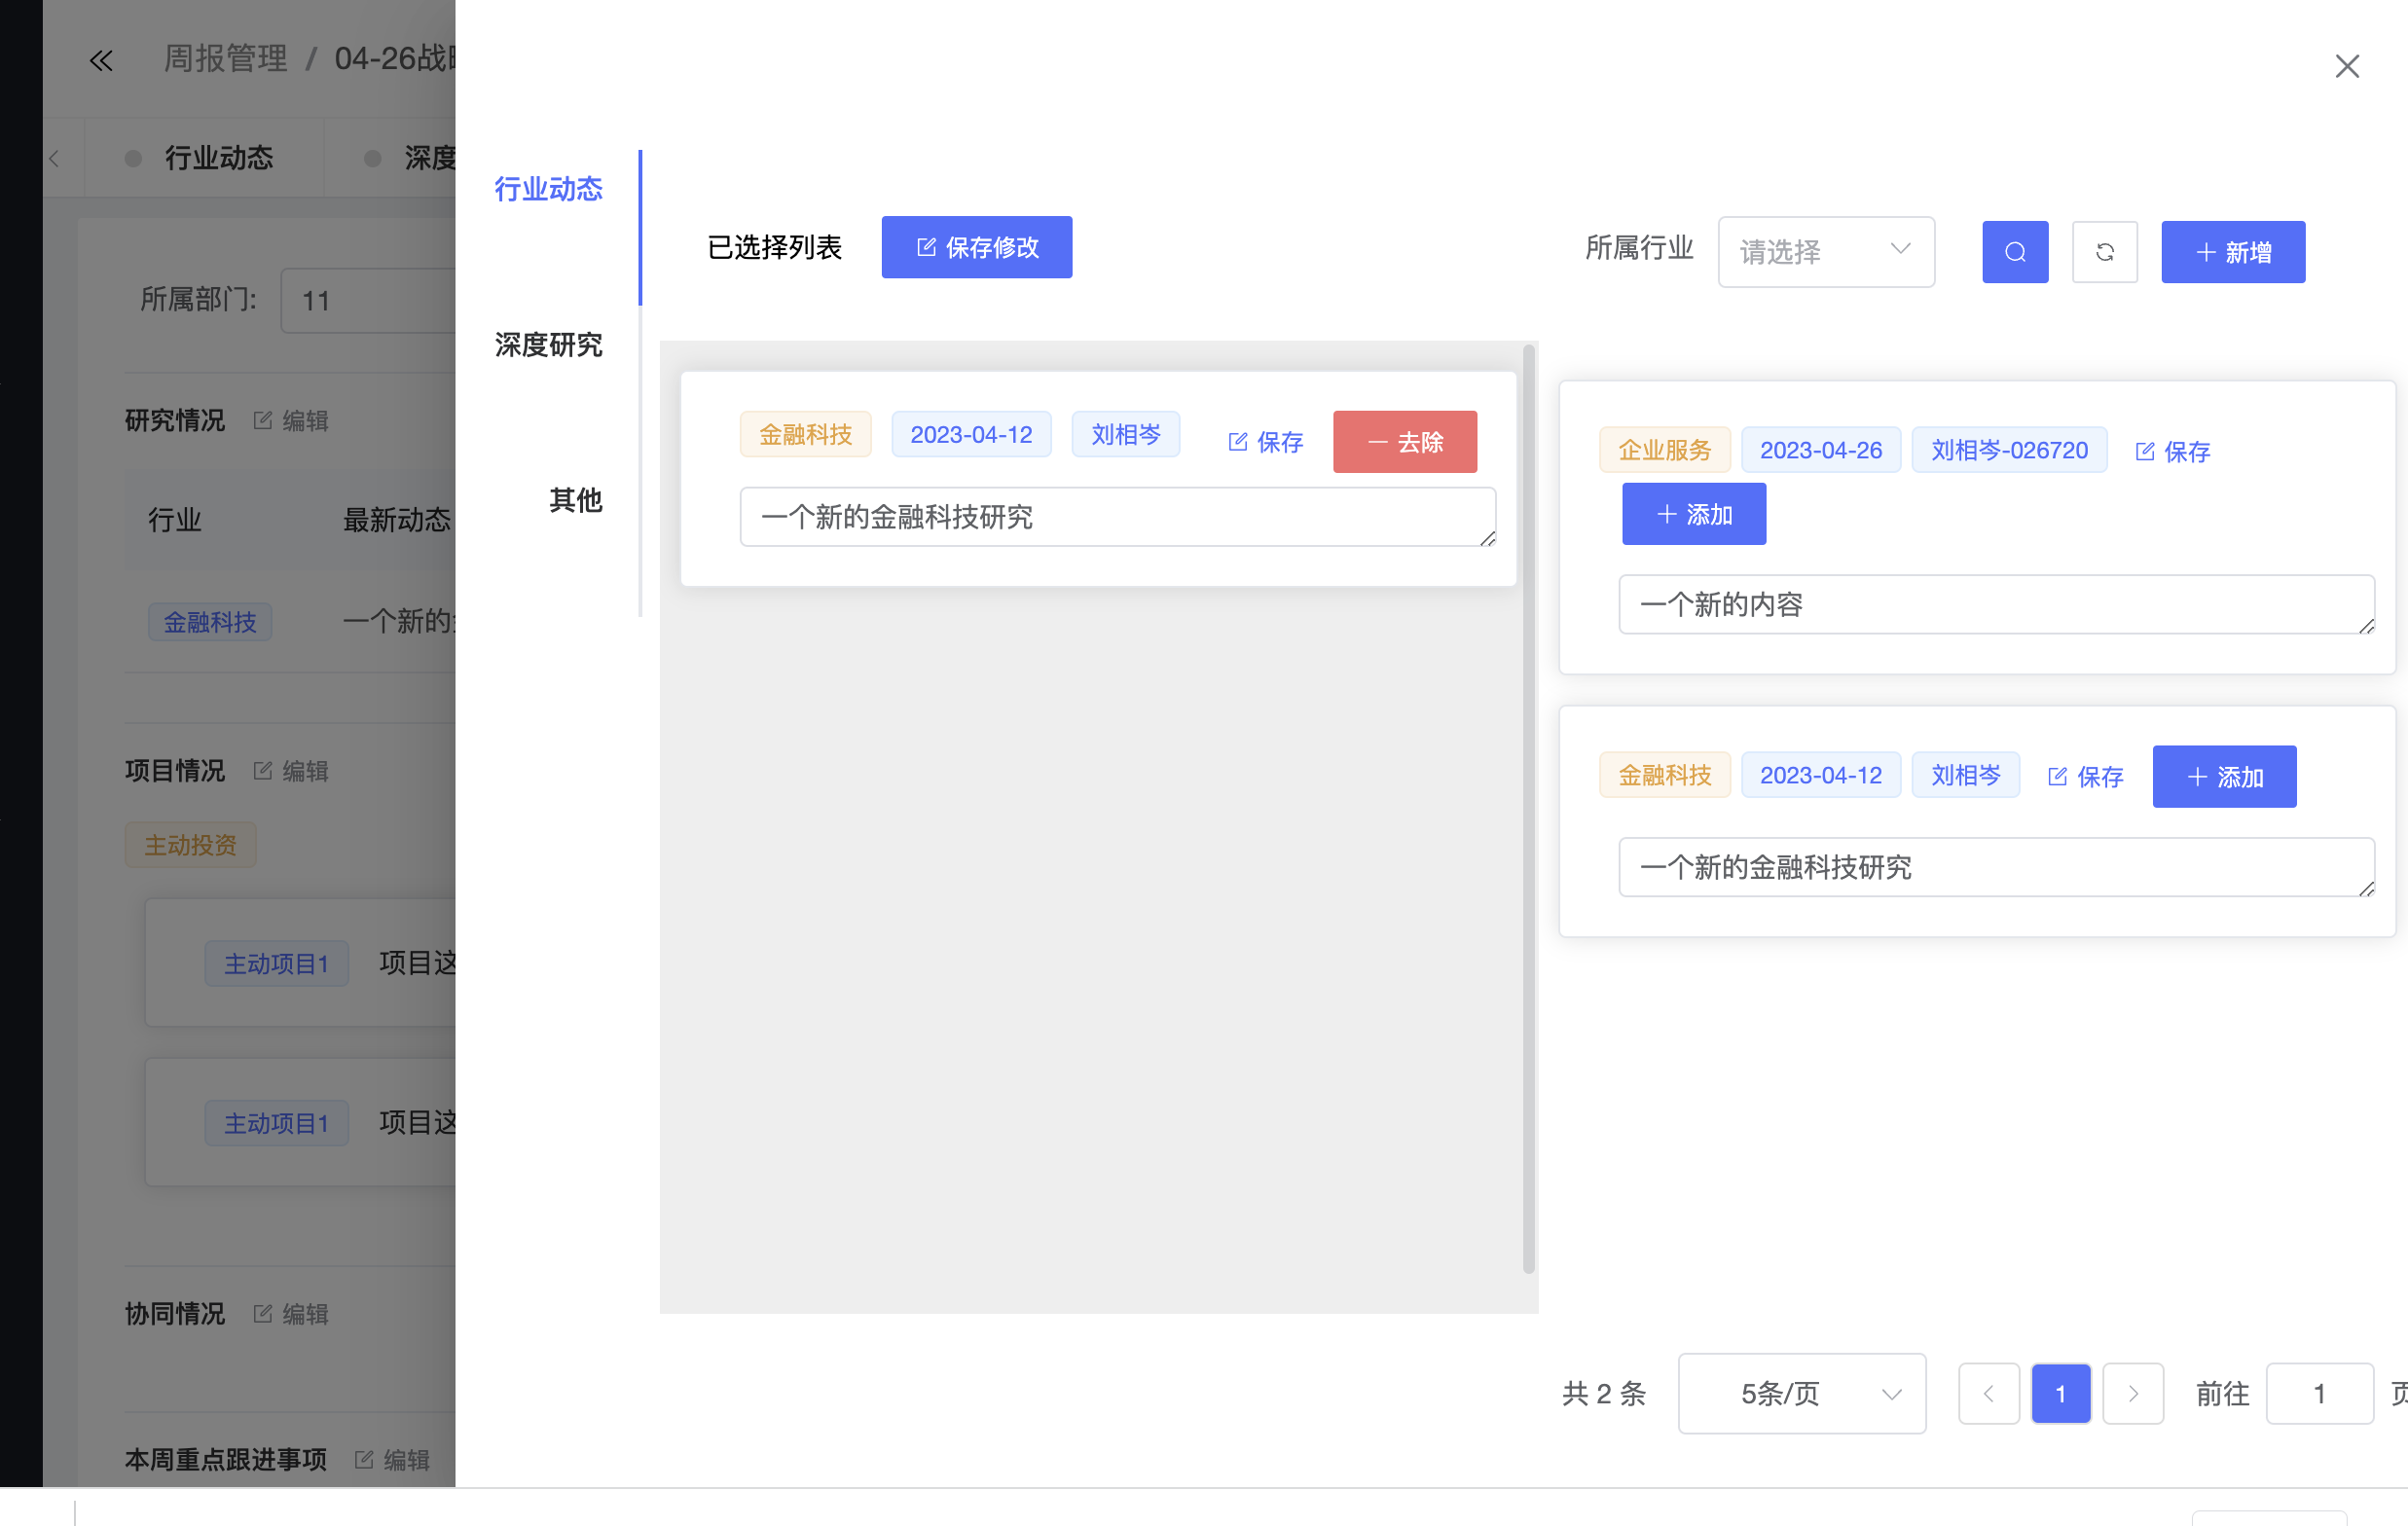 周报管理 / 04-26战
行业动态
深度
所属部门: 11
研究情况 编辑
行业 最新动态
金融科技 一个新的
项目情况 编辑
主动投资
主动项目1 项目这
主动项目1 项目这
协同情况 编辑
本周重点跟进事项 编辑
行业动态
深度研究
其他
已选择列表 保存修改
金融科技 2023-04-12 刘相岑 保存 去除
一个新的金融科技研究
所属行业 请选择 新增
企业服务 2023-04-26 刘相岑-026720 保存
添加
一个新的内容
金融科技 2023-04-12 刘相岑 保存 添加
一个新的金融科技研究
共 2 条 5条/页 1 前往 1 页